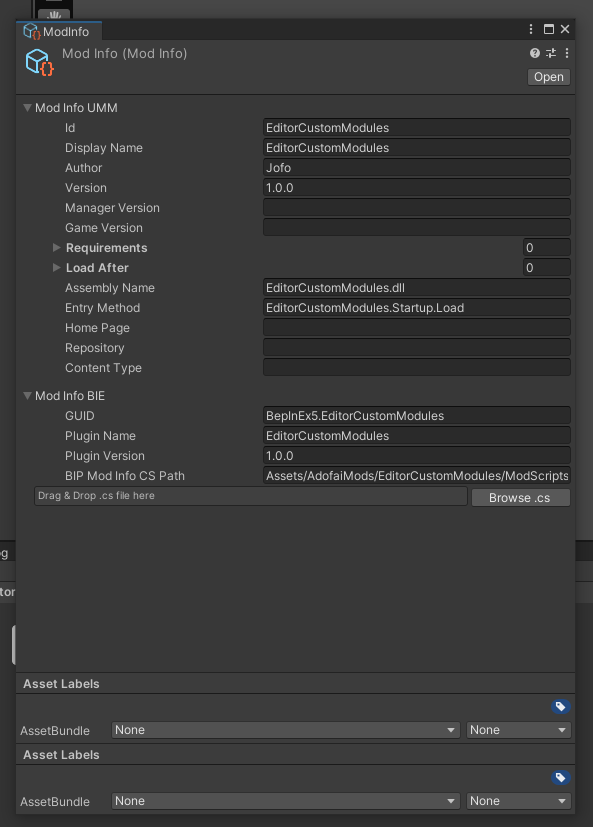 ModInfo
Mod Info (Mod Info)
Open
Mod Info UMM
Id EditorCustomModules
Display Name EditorCustomModules
Author Jofo
Version 1.0.0
Manager Version
Game Version
Requirements 0
Load After 0
Assembly Name EditorCustomModules.dll
Entry Method EditorCustomModules.Startup.Load
Home Page
Repository
Content Type
Mod Info BIE
GUID BepInEx5.EditorCustomModules
Plugin Name EditorCustomModules
Plugin Version 1.0.0
BIP Mod Info CS Path Assets/AdofaiMods/EditorCustomModules/ModScripts
Drag & Drop .cs file here Browse .cs
Asset Labels
AssetBundle None None
Asset Labels
AssetBundle None None